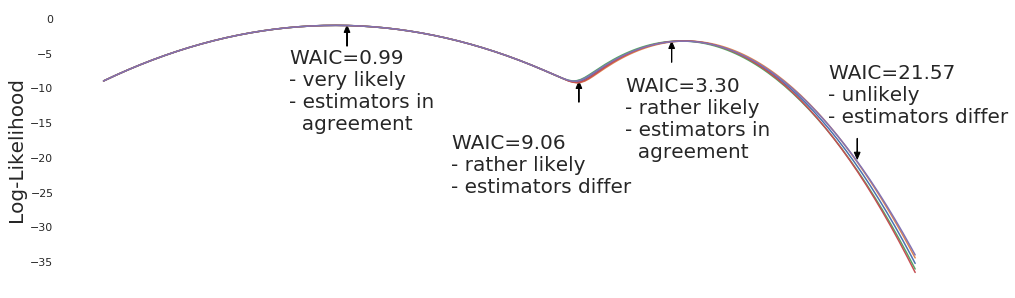 0
−5
−10
−15
−20
−25
−30
−35
Log-Likelihood
WAIC=0.99
- very likely
- estimators in
agreement
WAIC=9.06
- rather likely
- estimators differ
WAIC=3.30
- rather likely
- estimators in
agreement
WAIC=21.57
- unlikely
- estimators differ